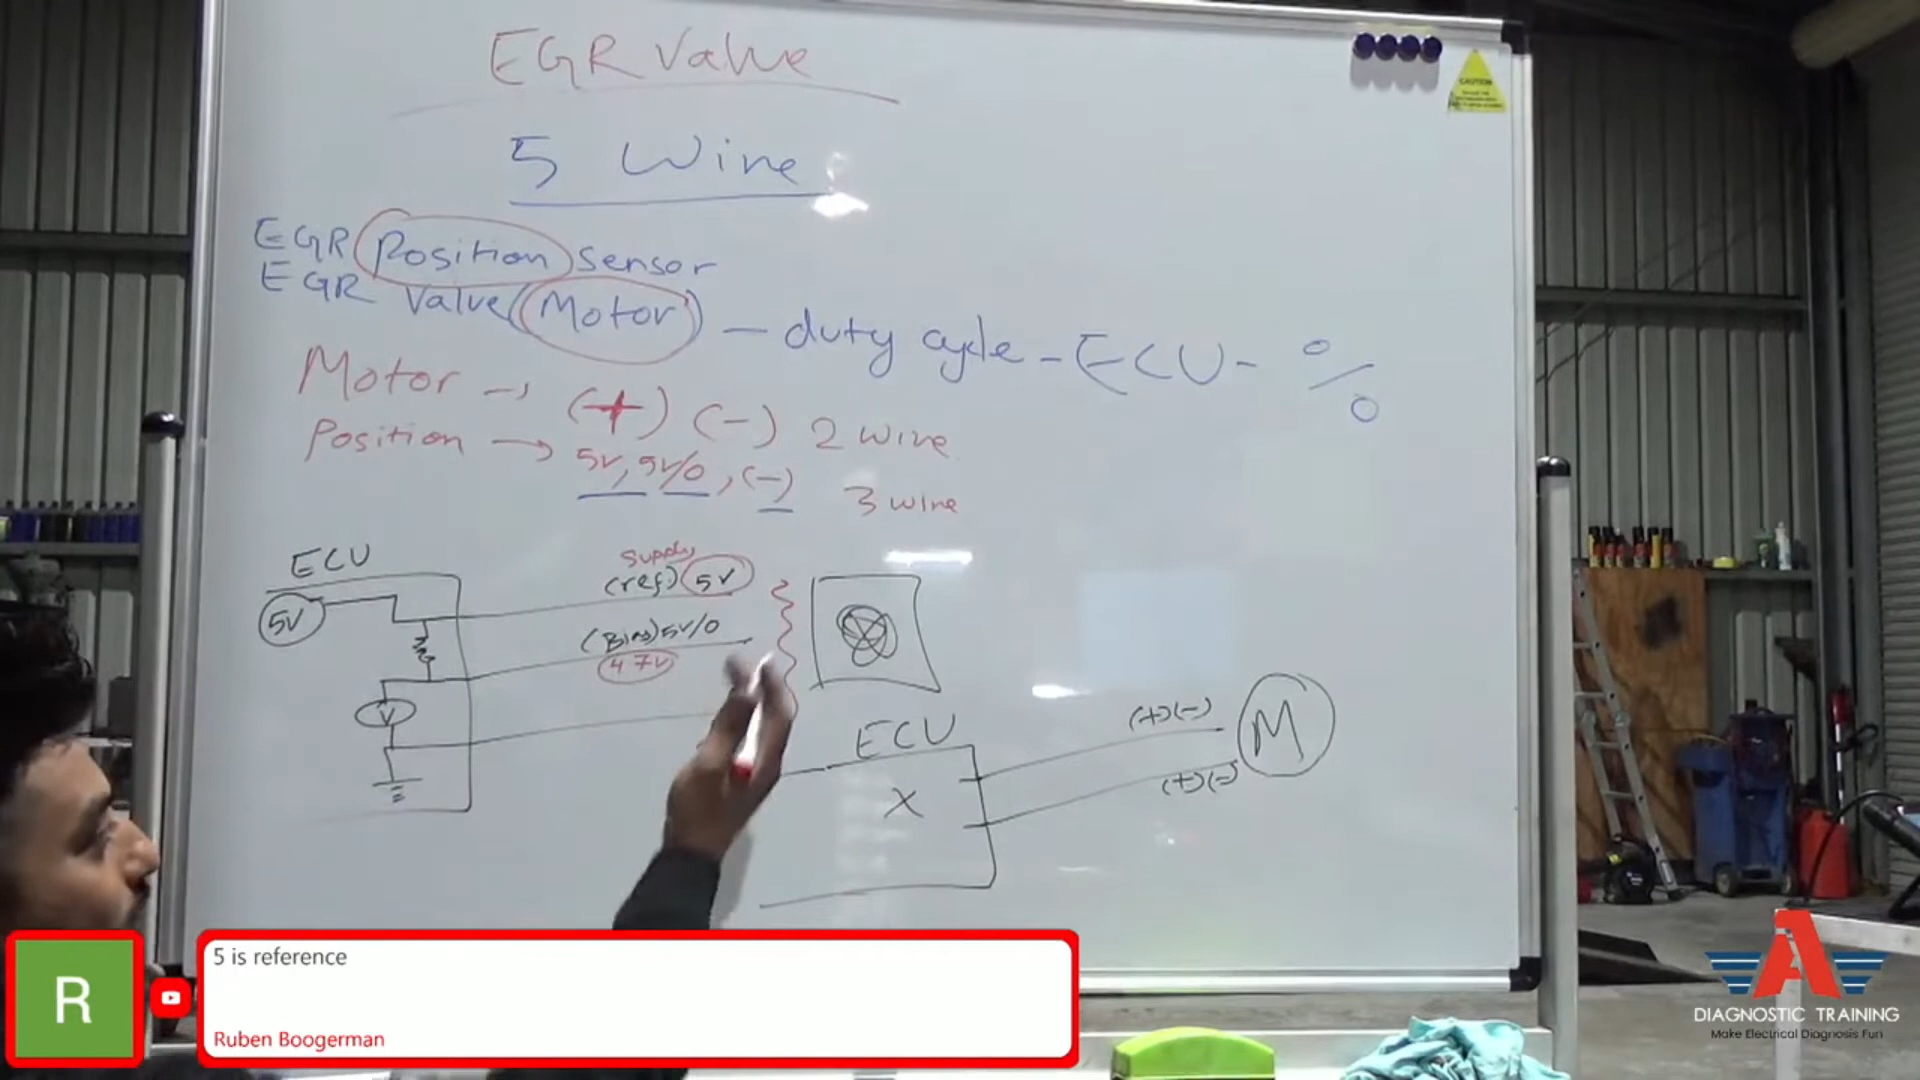 EGR Valve
5 Wire
EGR Position Sensor
EGR Valve (Motor) - duty cycle - ECU - %
Motor → (+) (-) 2 wire
Position → 5V, 5V/0, (-) 3 wire
ECU
5V
Supply
(ref) 5V
(Bias) 5V/0
4.7V
V
ECU
X
(+)(-)
(+)(-)
M
CAUTION
5 is reference
R
Ruben Boogerman
A
DIAGNOSTIC TRAINING
Make Electrical Diagnosis Fun